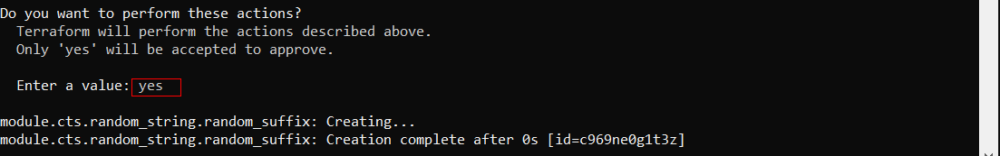 Do you want to perform these actions?
Terraform will perform the actions described above.
Only 'yes' will be accepted to approve.
Enter a value: yes
module.cts.random_string.random_suffix: Creating...
module.cts.random_string.random_suffix: Creation complete after 0s [id=c969ne0g1t3z]